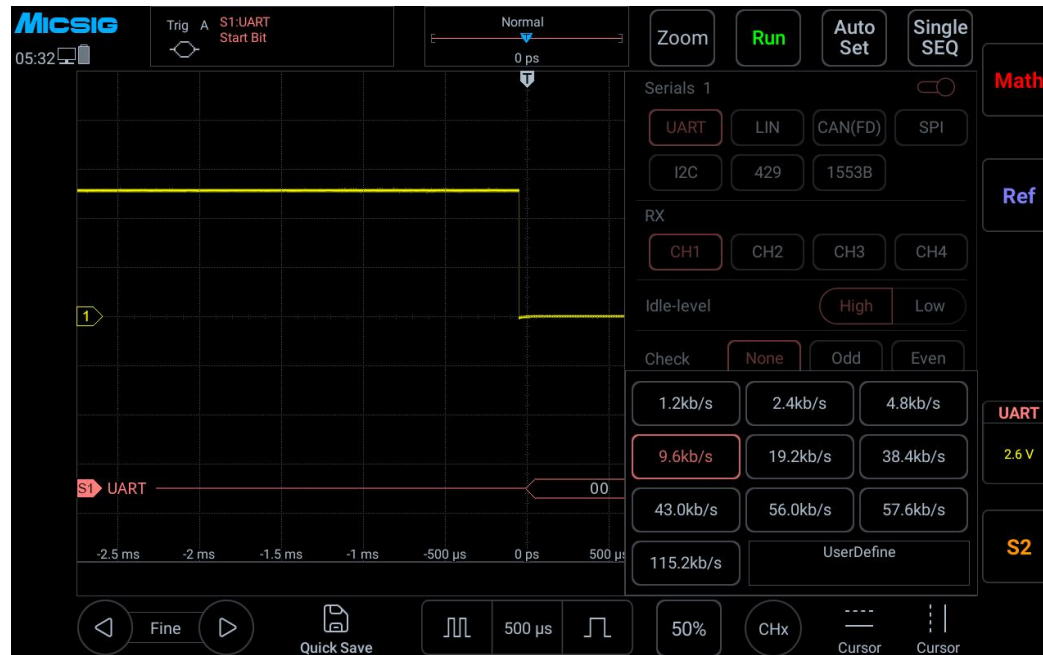 MICSIG
Trig A S1:UART
Start Bit
05:32
Normal
T
0 ps
Zoom
Run
Auto
Set
Single
SEQ
T
Serials 1
UART LIN CAN(FD) SPI
I2C 429 1553B
RX
CH1 CH2 CH3 CH4
Idle-level High Low
Check None Odd Even
1.2kb/s 2.4kb/s 4.8kb/s
9.6kb/s 19.2kb/s 38.4kb/s
43.0kb/s 56.0kb/s 57.6kb/s
115.2kb/s UserDefine
1
S1 UART 00
-2.5 ms -2 ms -1.5 ms -1 ms -500 µs 0 ps 500 µs
Math
Ref
UART
2.6 V
S2
Fine
Quick Save
500 µs
50%
CHx
Cursor
Cursor